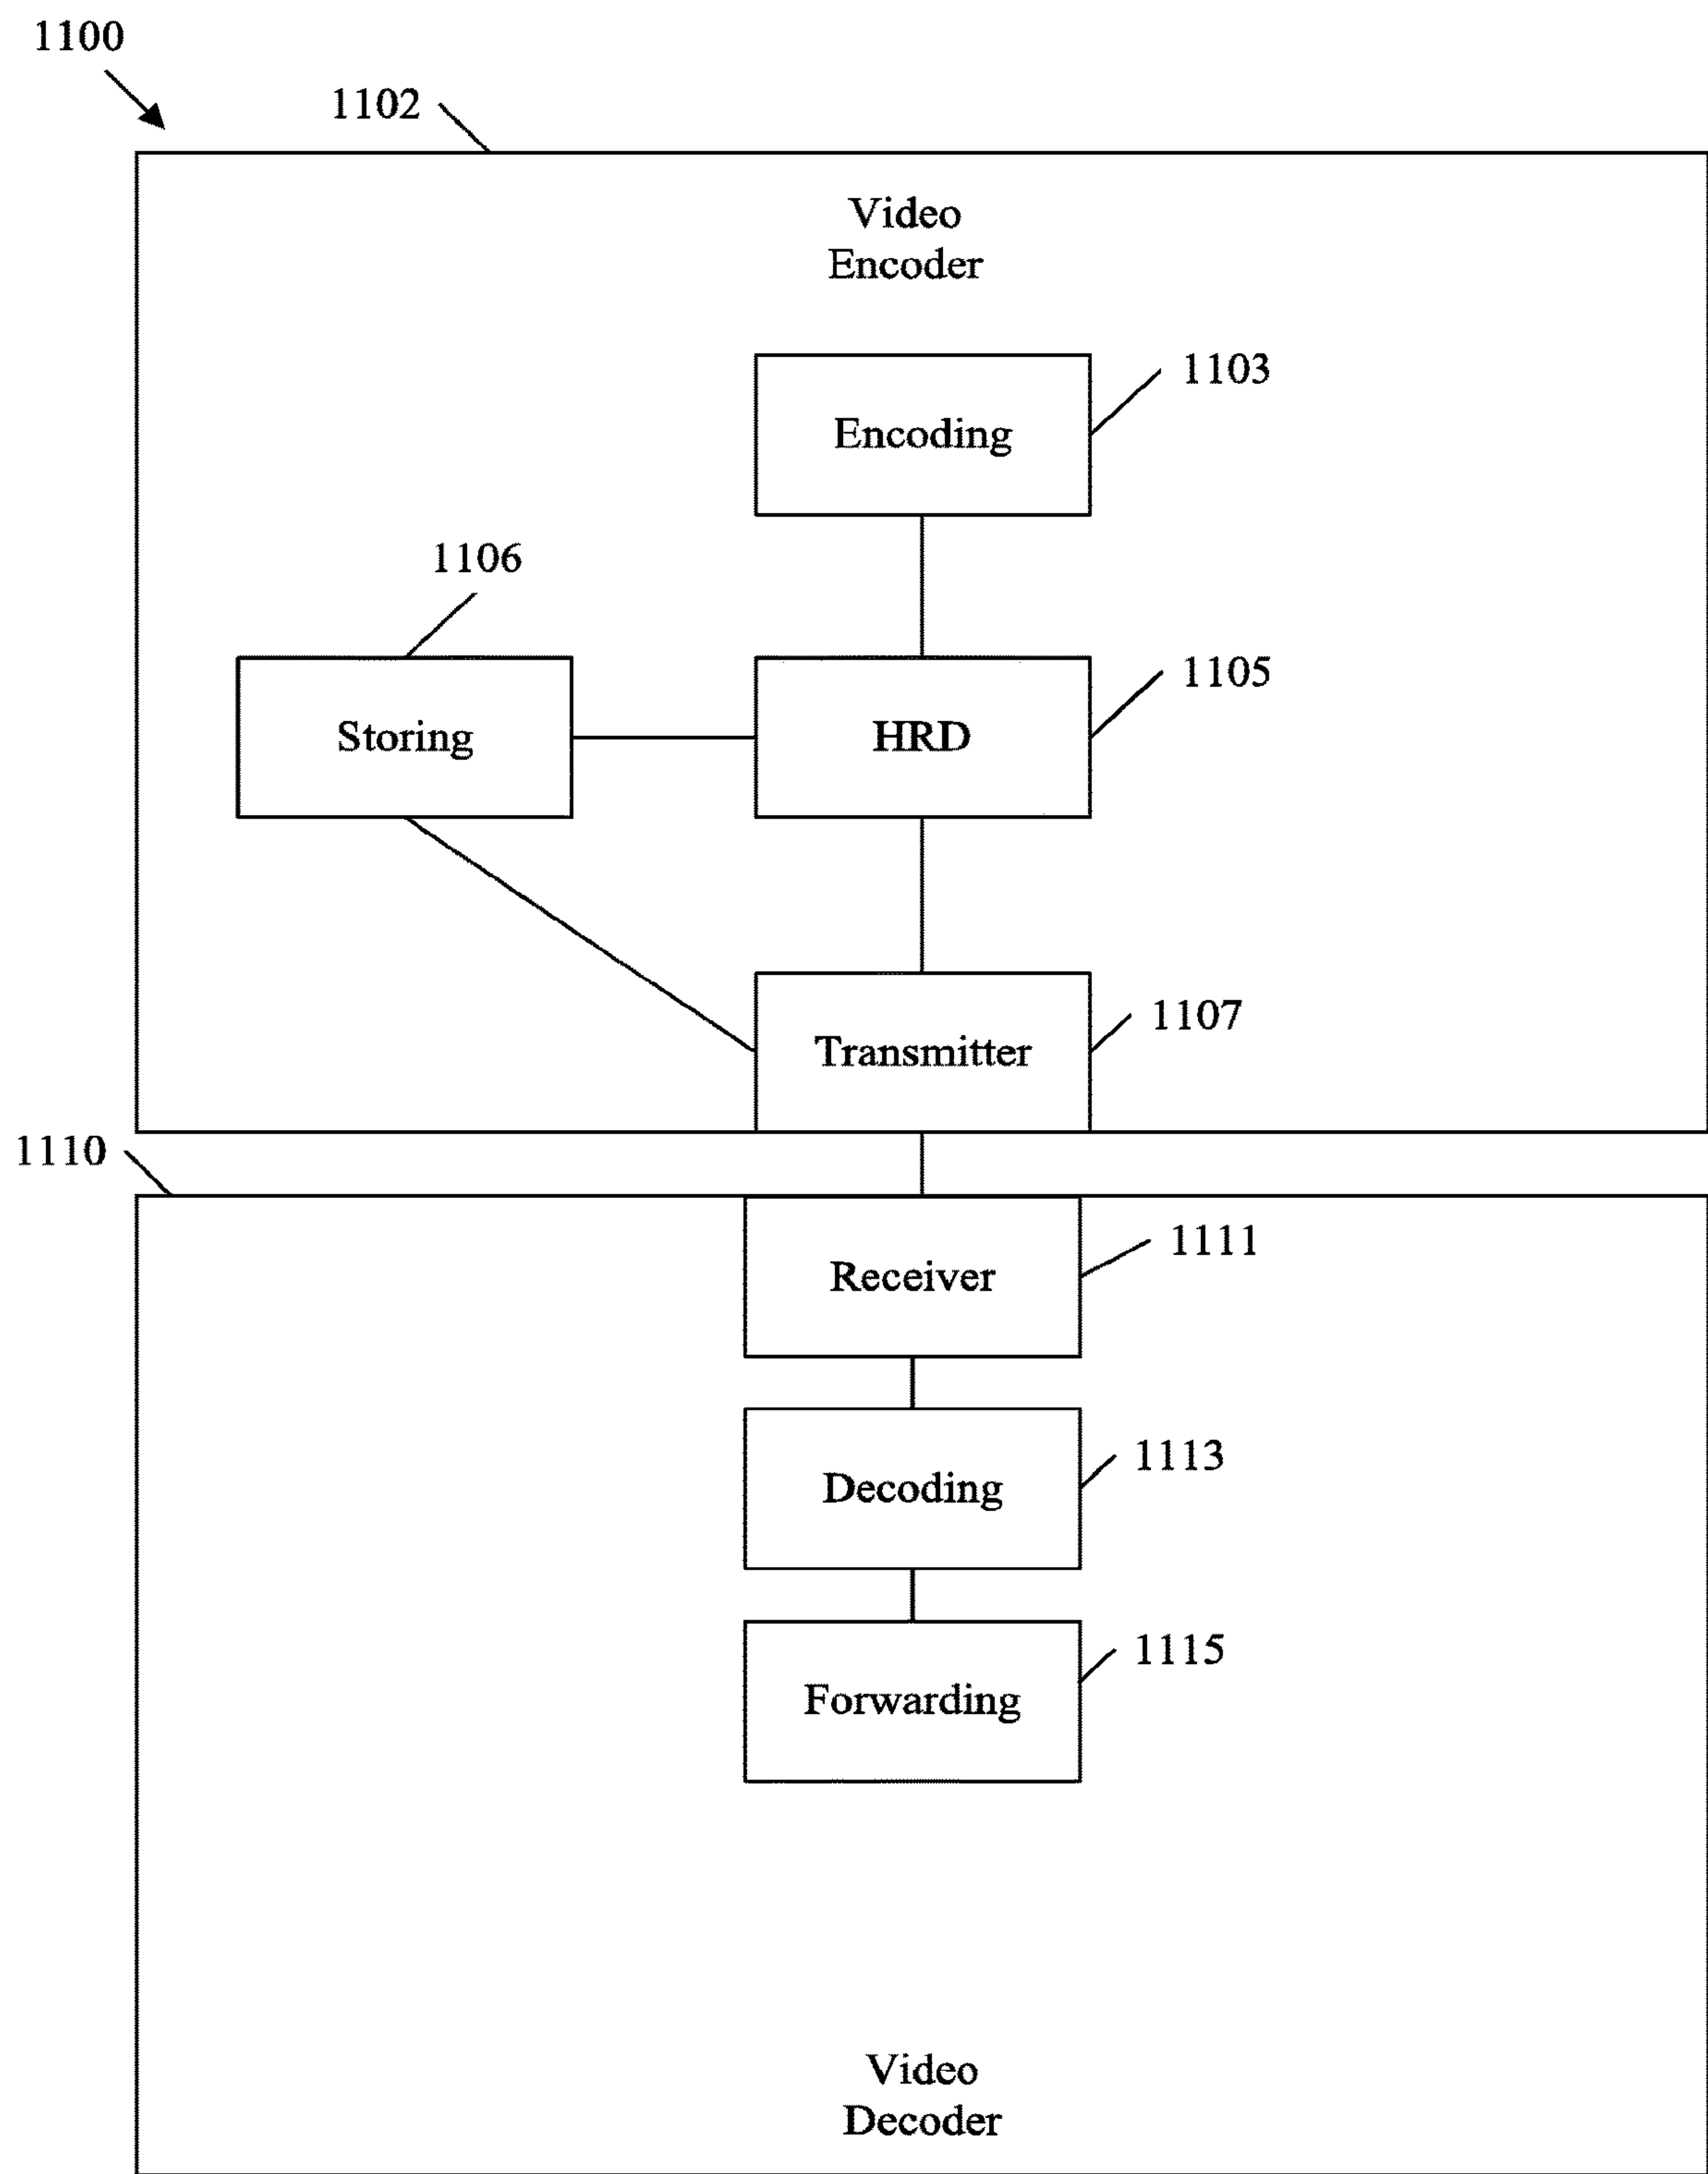 1100
1102
Video
Encoder
1103
Encoding
1106
1105
Storing
HRD
1107
Transmitter
1110
1111
Receiver
1113
Decoding
1115
Forwarding
Video
Decoder